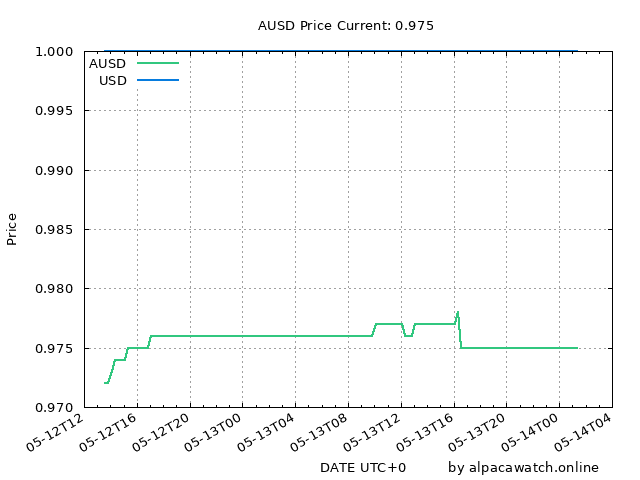 AUSD Price Current: 0.975
1.000
AUSD
USD
0.995
0.990
0.985
Price
0.980
0.975
0.970
05-12T12 05-12T16 05-12T20 05-13T00 05-13T04 05-13T08 05-13T12 05-13T16 05-13T20 05-14T00 05-14T04
DATE UTC+0 by alpacawatch.online